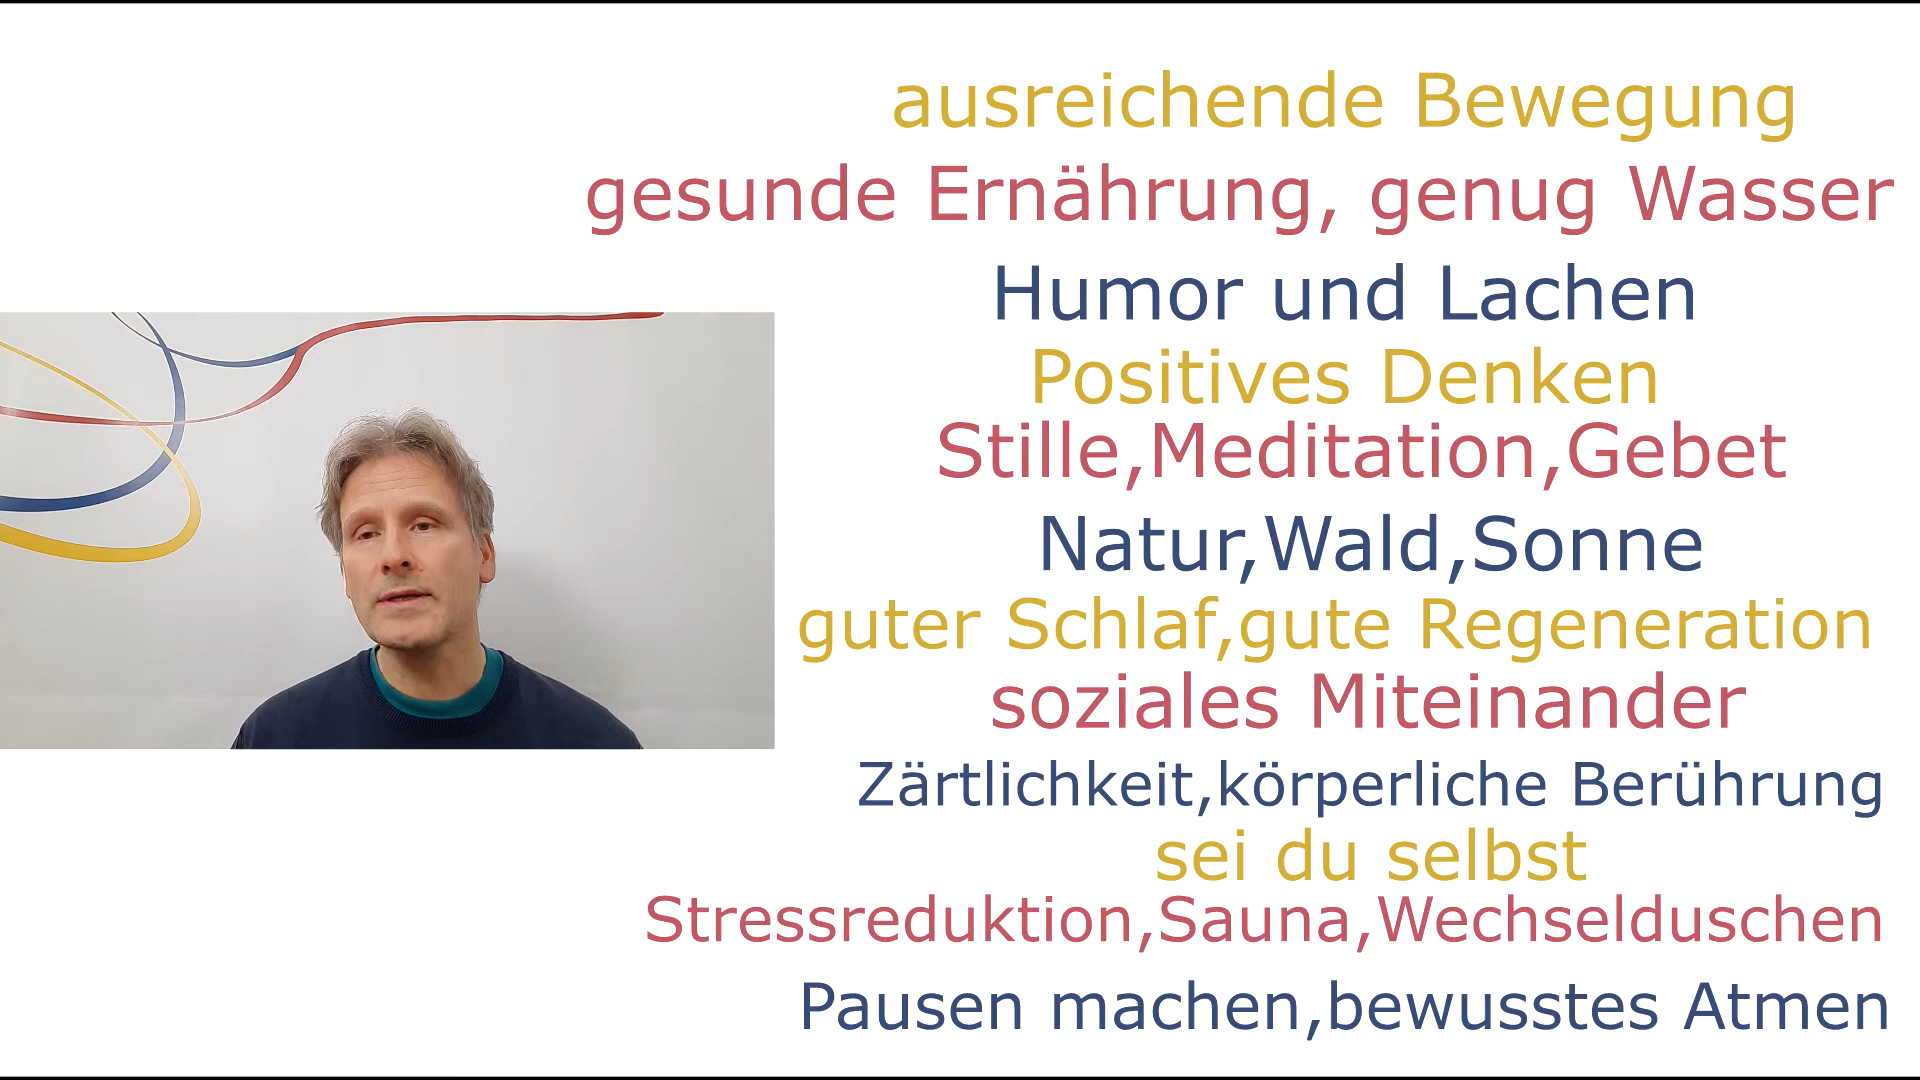 ausreichende Bewegung
gesunde Ernährung, genug Wasser
Humor und Lachen
Positives Denken
Stille,Meditation,Gebet
Natur,Wald,Sonne
guter Schlaf,gute Regeneration
soziales Miteinander
Zärtlichkeit,körperliche Berührung
sei du selbst
Stressreduktion,Sauna,Wechselduschen
Pausen machen,bewusstes Atmen